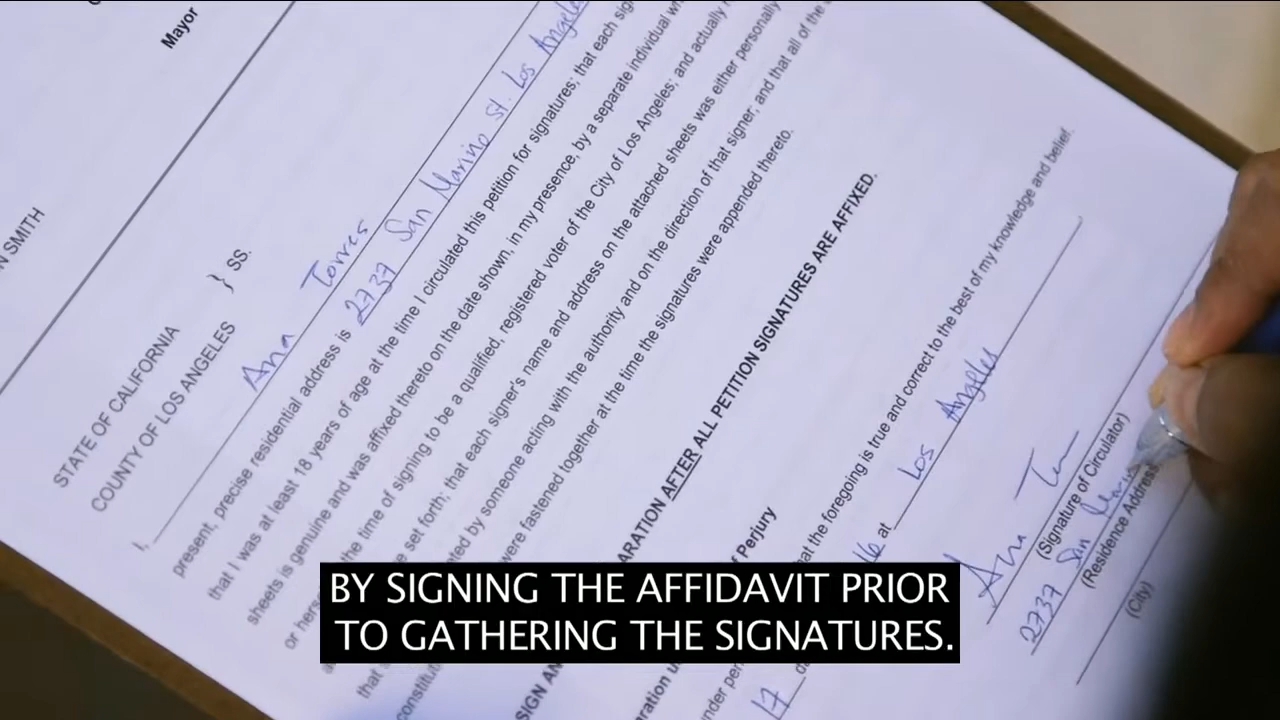 Mayor
N SMITH
STATE OF CALIFORNIA
COUNTY OF LOS ANGELES
} SS.
I, Ana Torres
present, precise residential address is 2737 San Marino St. Los Angeles
that I was at least 18 years of age at the time I circulated this petition for signatures; that each
sheets is genuine and was affixed thereto on the date shown, in my presence, by a separate individual
or the time of signing to be a qualified, registered voter of the City of Los Angeles; and actually
set forth; that each signer's name and address on the attached sheets was either personally
by someone acting with the authority and on the direction of that signer; and that all of the
that were fastened together at the time the signatures were appended thereto.
SIGN AFTER ALL PETITION SIGNATURES ARE AFFIXED.
of Perjury
that the foregoing is true and correct to the best of my knowledge and belief.
17 16 at Los Angeles
Ana
(Signature of Circulator)
2737 San
(Residence Address
(City)
BY SIGNING THE AFFIDAVIT PRIOR
TO GATHERING THE SIGNATURES.